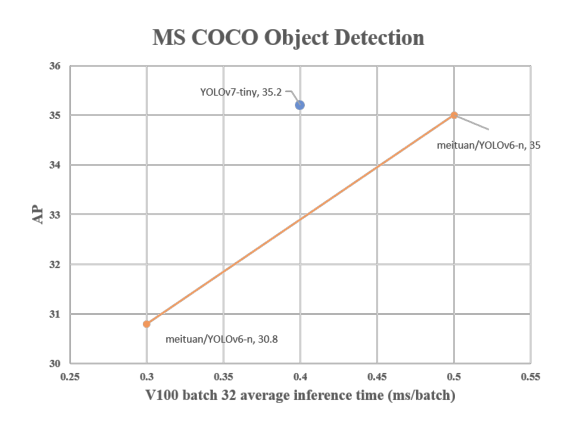 MS COCO Object Detection
36
YOLOv7-tiny, 35.2
35
meituan/YOLOv6-n, 35
34
33
AP
32
31
meituan/YOLOv6-n, 30.8
30
0.25 0.3 0.35 0.4 0.45 0.5 0.55
V100 batch 32 average inference time (ms/batch)